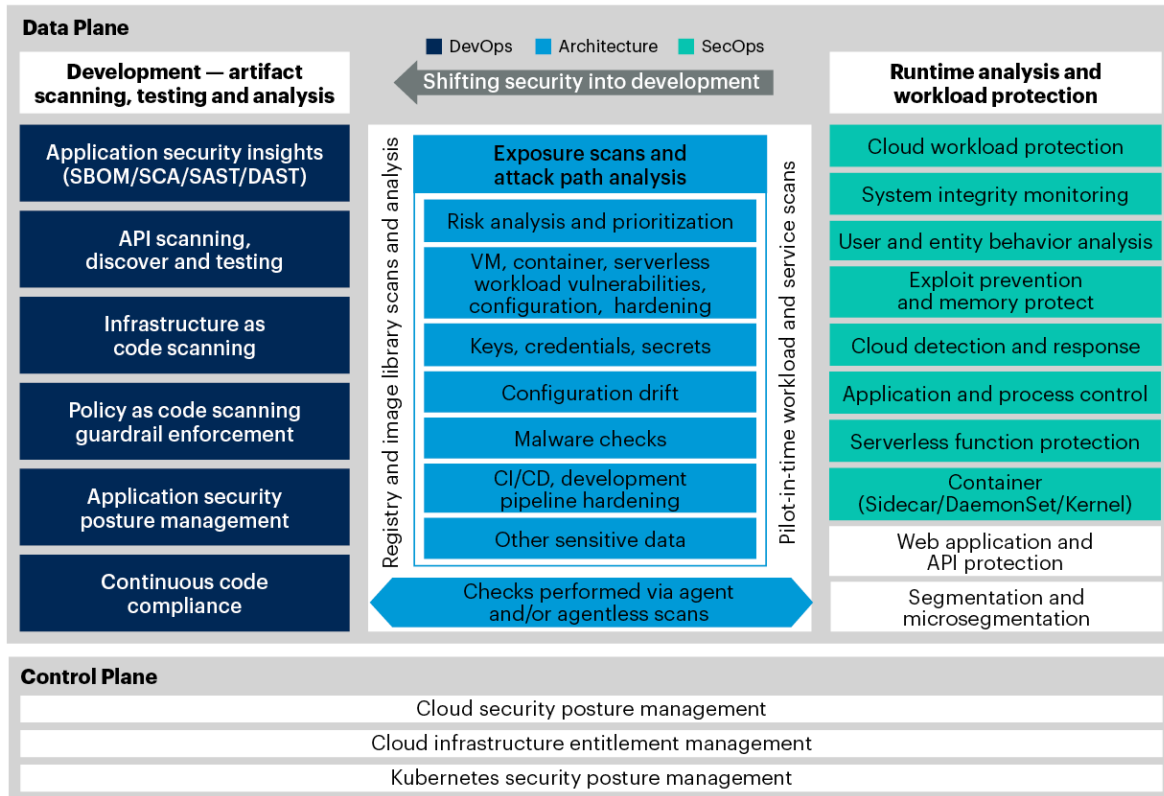 Data Plane
DevOps
Architecture
SecOps
Development — artifact
scanning, testing and analysis
Shifting security into development
Runtime analysis and
workload protection
Application security insights
(SBOM/SCA/SAST/DAST)
API scanning,
discover and testing
Infrastructure as
code scanning
Policy as code scanning
guardrail enforcement
Application security
posture management
Continuous code
compliance
Registry and image library scans and analysis
Exposure scans and
attack path analysis
Risk analysis and prioritization
VM, container, serverless
workload vulnerabilities,
configuration, hardening
Keys, credentials, secrets
Configuration drift
Malware checks
CI/CD, development
pipeline hardening
Other sensitive data
Checks performed via agent
and/or agentless scans
Pilot-in-time workload and service scans
Cloud workload protection
System integrity monitoring
User and entity behavior analysis
Exploit prevention
and memory protect
Cloud detection and response
Application and process control
Serverless function protection
Container
(Sidecar/DaemonSet/Kernel)
Web application and
API protection
Segmentation and
microsegmentation
Control Plane
Cloud security posture management
Cloud infrastructure entitlement management
Kubernetes security posture management